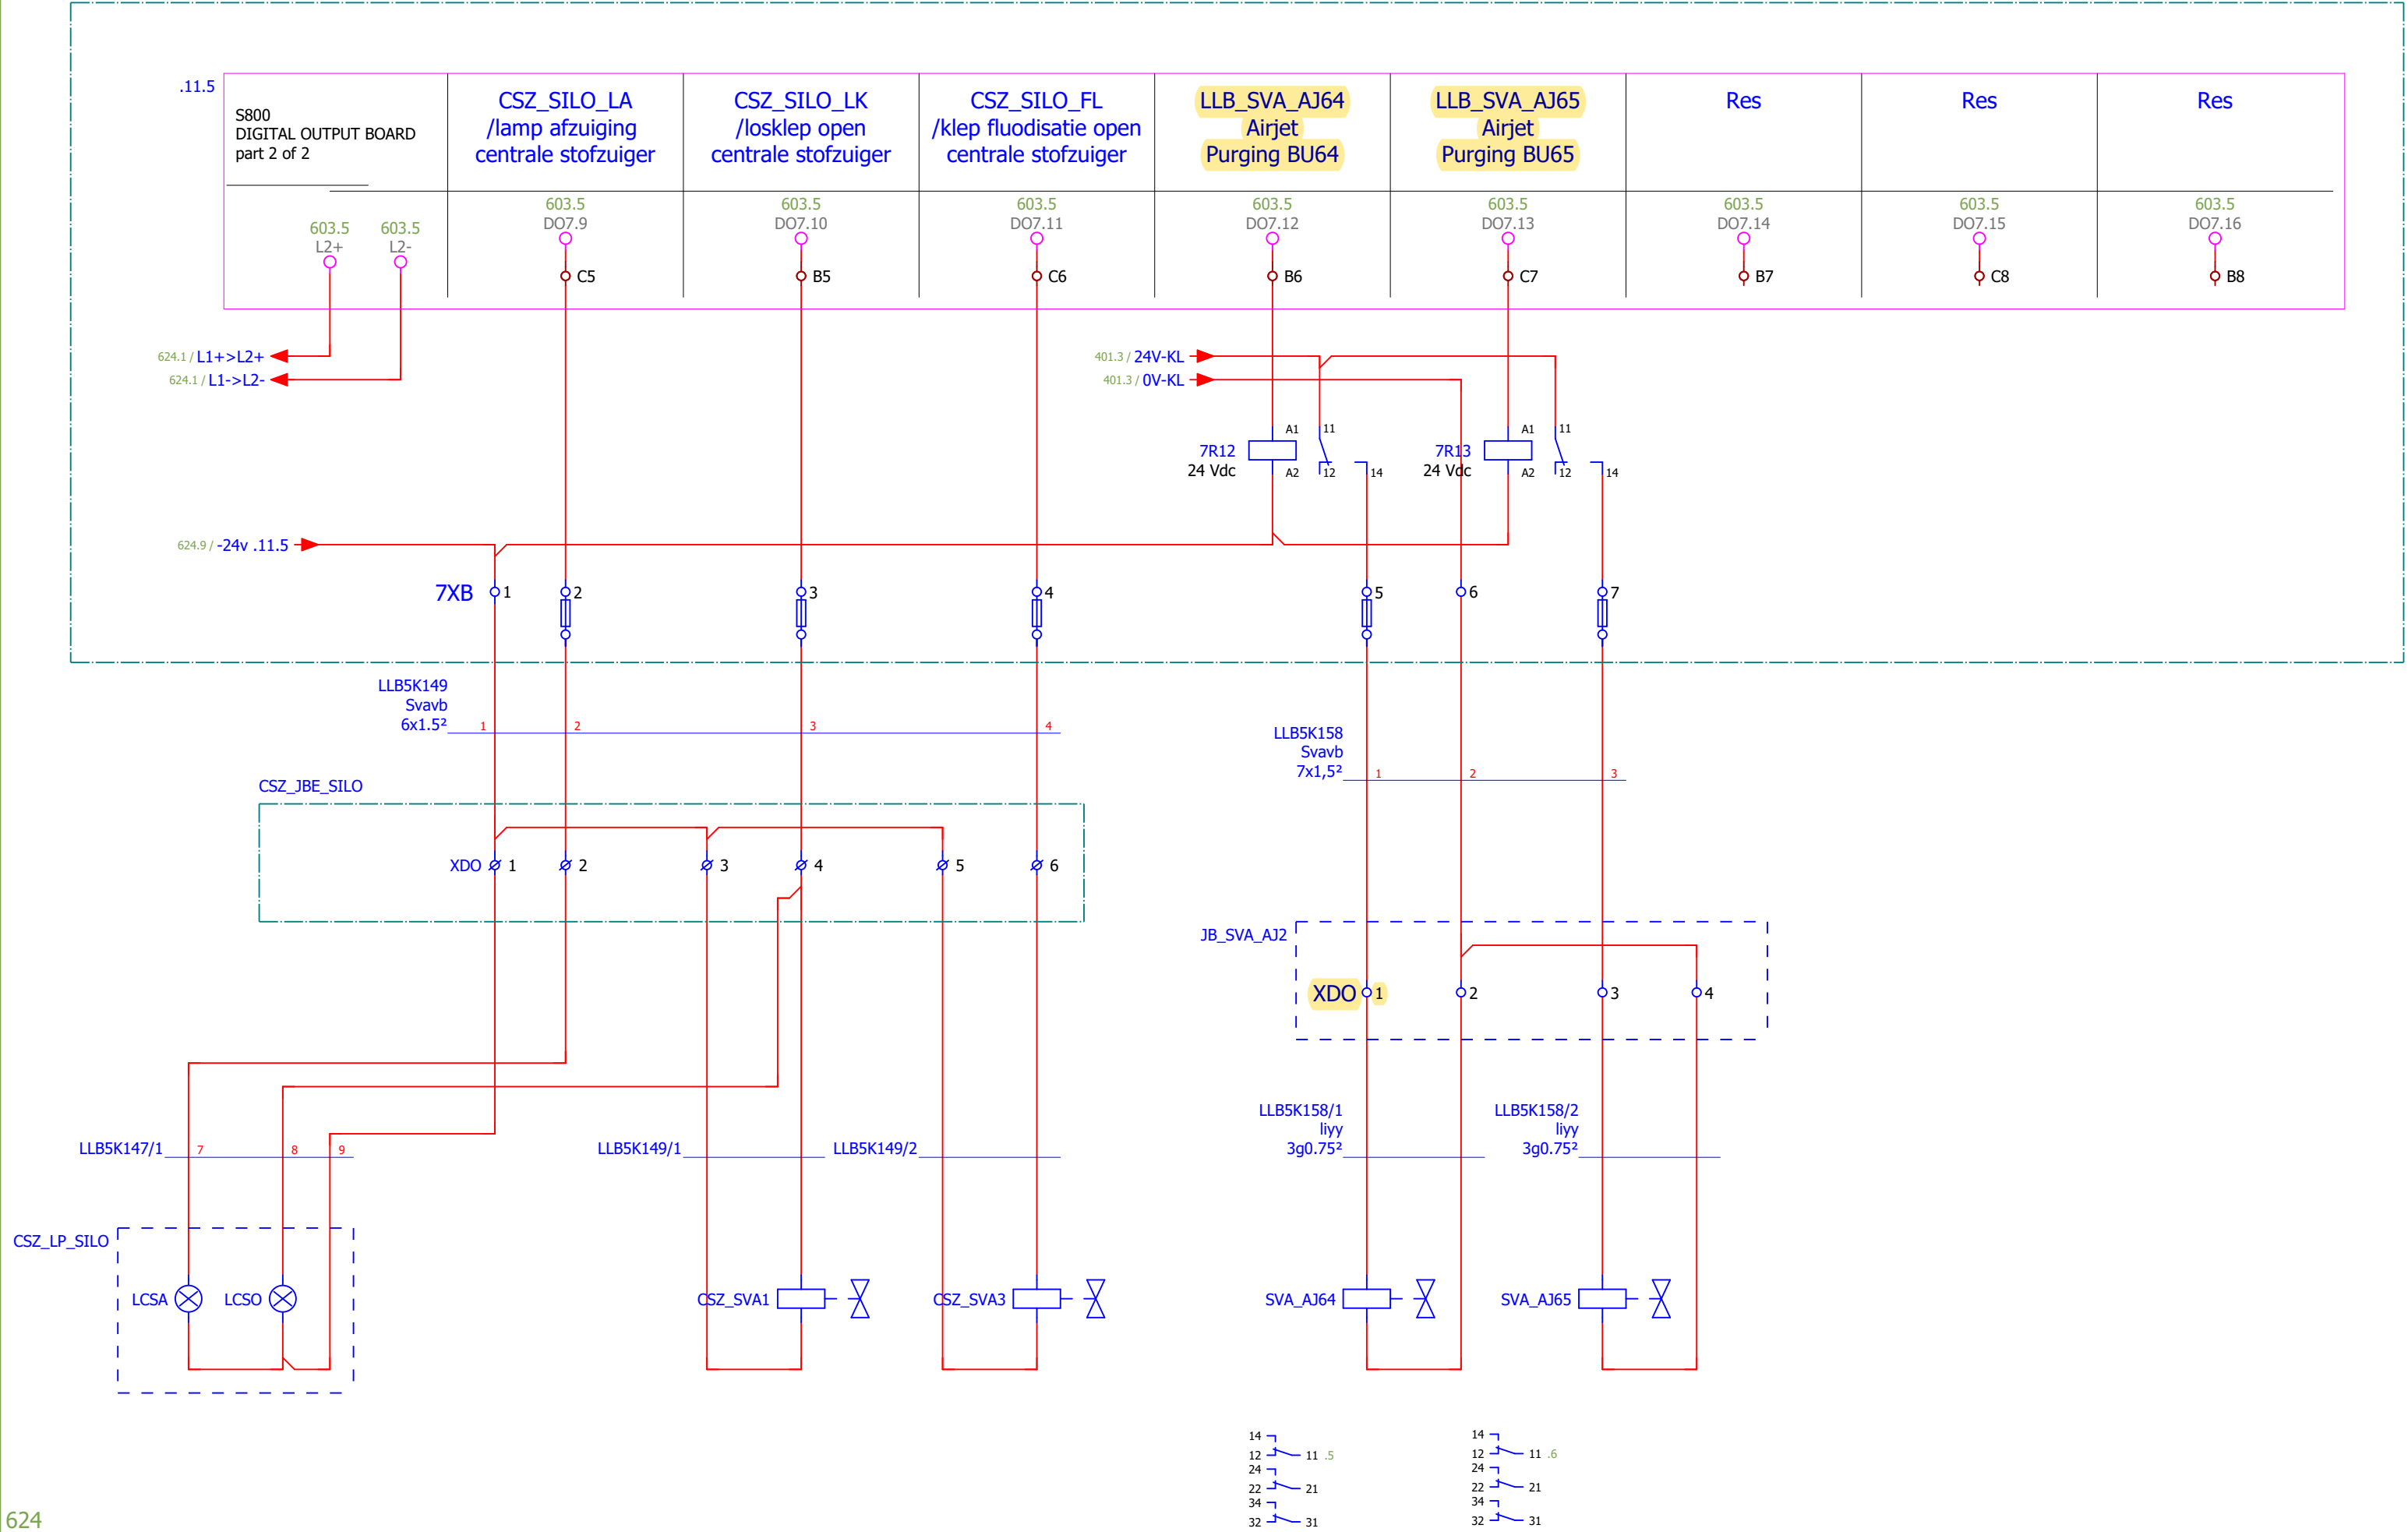 .11.5
S800
DIGITAL OUTPUT BOARD
part 2 of 2
CSZ_SILO_LA
/lamp afzuiging
centrale stofzuiger
CSZ_SILO_LK
/losklep open
centrale stofzuiger
CSZ_SILO_FL
/klep fluodisatie open
centrale stofzuiger
LLB_SVA_AJ64
Airjet
Purging BU64
LLB_SVA_AJ65
Airjet
Purging BU65
Res
Res
Res
603.5
L2+
603.5
L2-
603.5
DO7.9
C5
603.5
DO7.10
B5
603.5
DO7.11
C6
603.5
DO7.12
B6
603.5
DO7.13
C7
603.5
DO7.14
B7
603.5
DO7.15
C8
603.5
DO7.16
B8
624.1 / L1+>L2+
624.1 / L1->L2-
401.3 / 24V-KL
401.3 / 0V-KL
7R12
24 Vdc
A1
A2
11
12
14
7R13
24 Vdc
A1
A2
11
12
14
624.9 / -24v .11.5
7XB 1 2 3 4 5 6 7
LLB5K149
Svavb
6x1.5²
1 2 3 4
LLB5K158
Svavb
7x1,5²
1 2 3
CSZ_JBE_SILO
XDO 1 2 3 4 5 6
JB_SVA_AJ2
XDO 1 2 3 4
LLB5K147/1 7 8 9
LLB5K149/1
LLB5K149/2
LLB5K158/1
liyy
3g0.75²
LLB5K158/2
liyy
3g0.75²
CSZ_LP_SILO
LCSA
LCSO
CSZ_SVA1
CSZ_SVA3
SVA_AJ64
SVA_AJ65
14
12 11 .5
24
22 21
34
32 31
14
12 11 .6
24
22 21
34
32 31
624